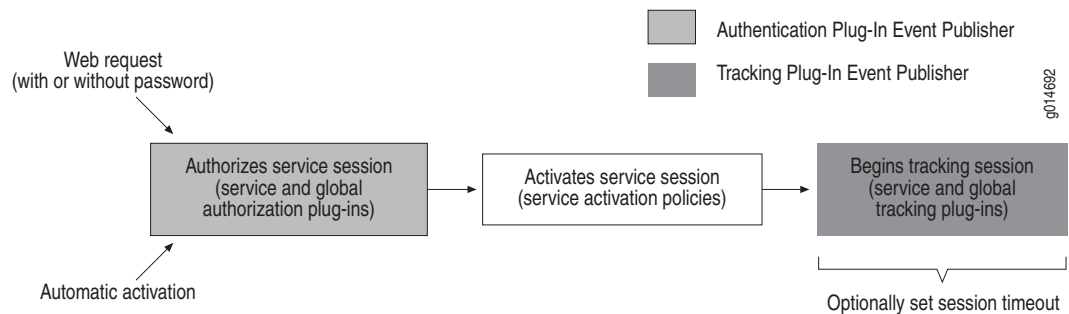 Authentication Plug-In Event Publisher
Web request
(with or without password)
Tracking Plug-In Event Publisher
g014692
Authorizes service session
(service and global
authorization plug-ins)
Activates service session
(service activation policies)
Begins tracking session
(service and global
tracking plug-ins)
Automatic activation
Optionally set session timeout